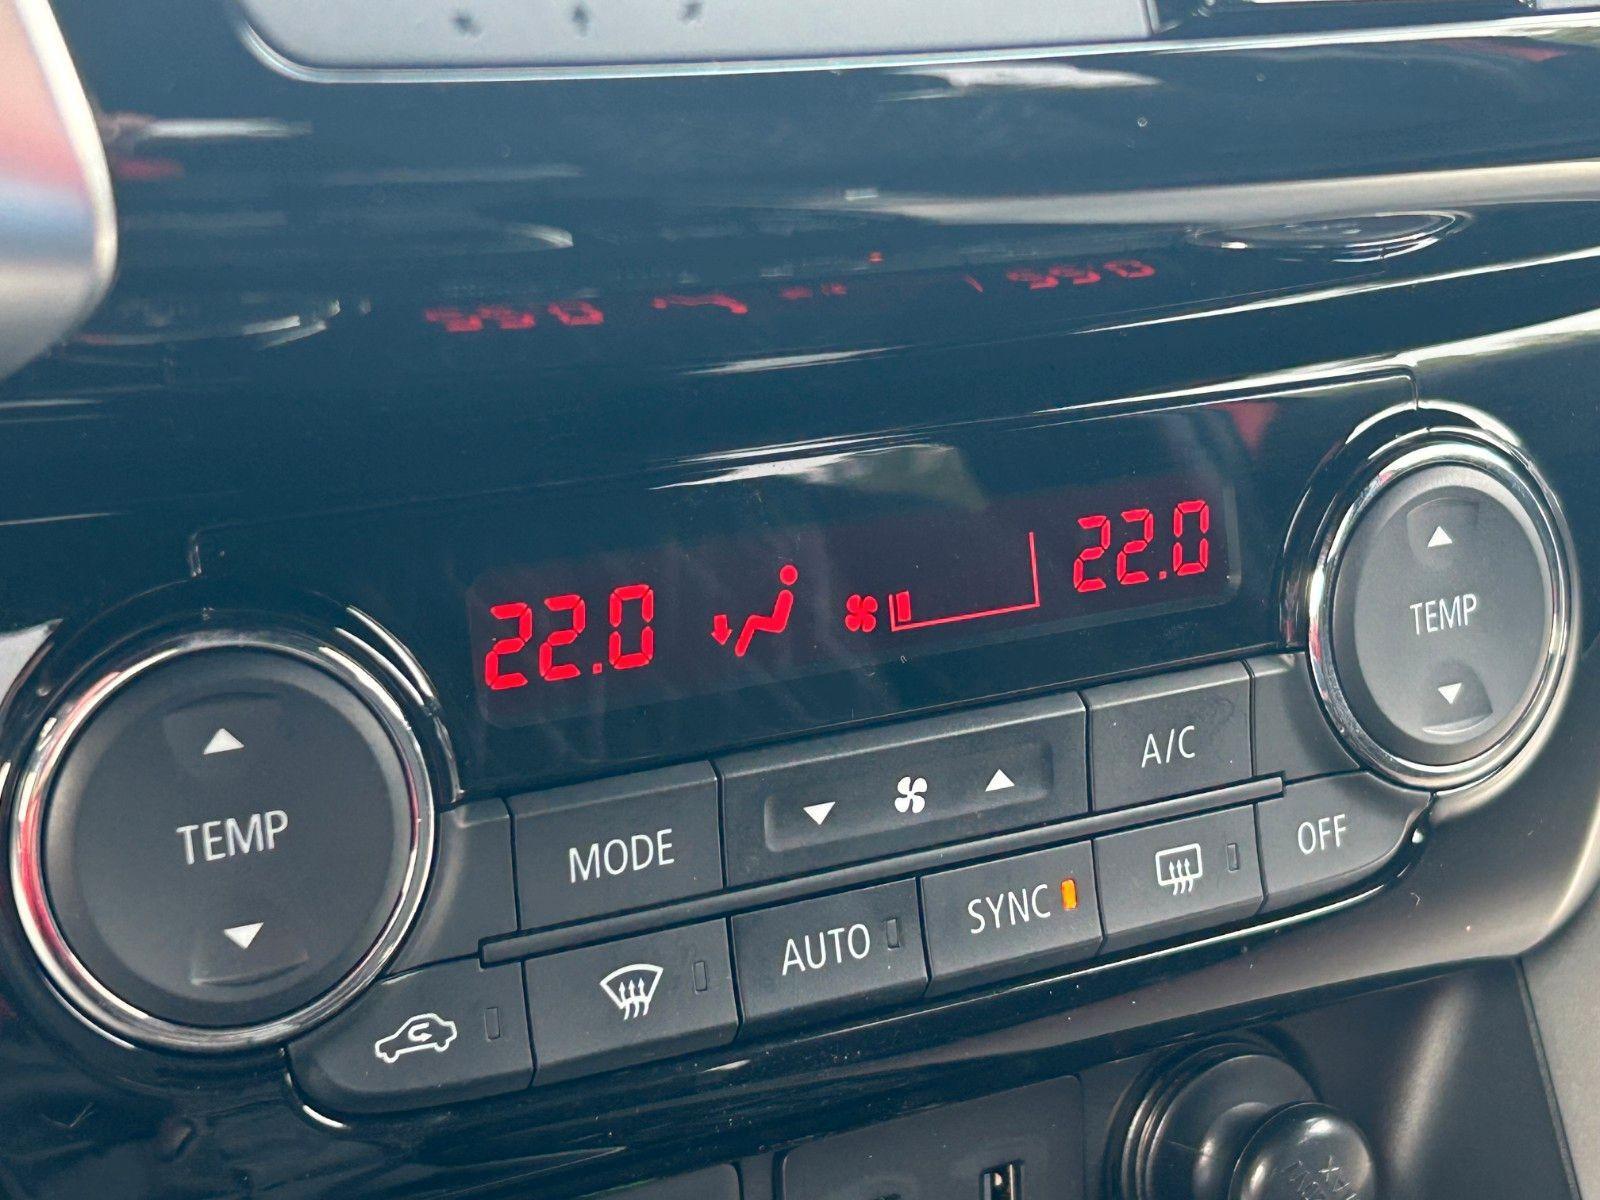 22.0 22.0
TEMP
TEMP
MODE
A/C
AUTO
SYNC
OFF